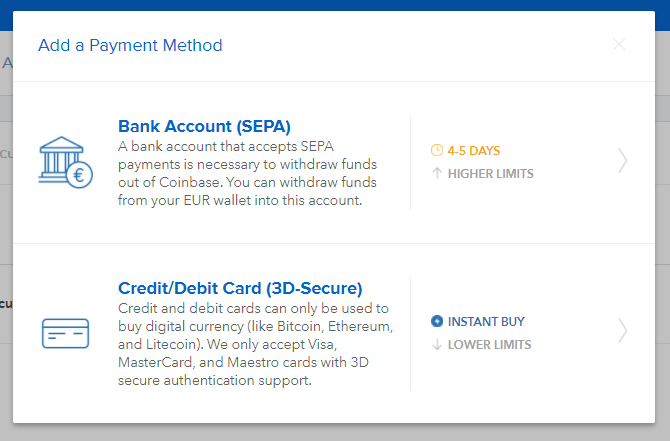 Add a Payment Method
A
Bank Account (SEPA)
A bank account that accepts SEPA
payments is necessary to withdraw funds
out of Coinbase. You can withdraw funds
from your EUR wallet into this account.
4-5 DAYS
HIGHER LIMITS
cu
Credit/Debit Card (3D-Secure)
Credit and debit cards can only be used to
buy digital currency (like Bitcoin, Ethereum,
and Litecoin). We only accept Visa,
MasterCard, and Maestro cards with 3D
secure authentication support.
INSTANT BUY
LOWER LIMITS
cu